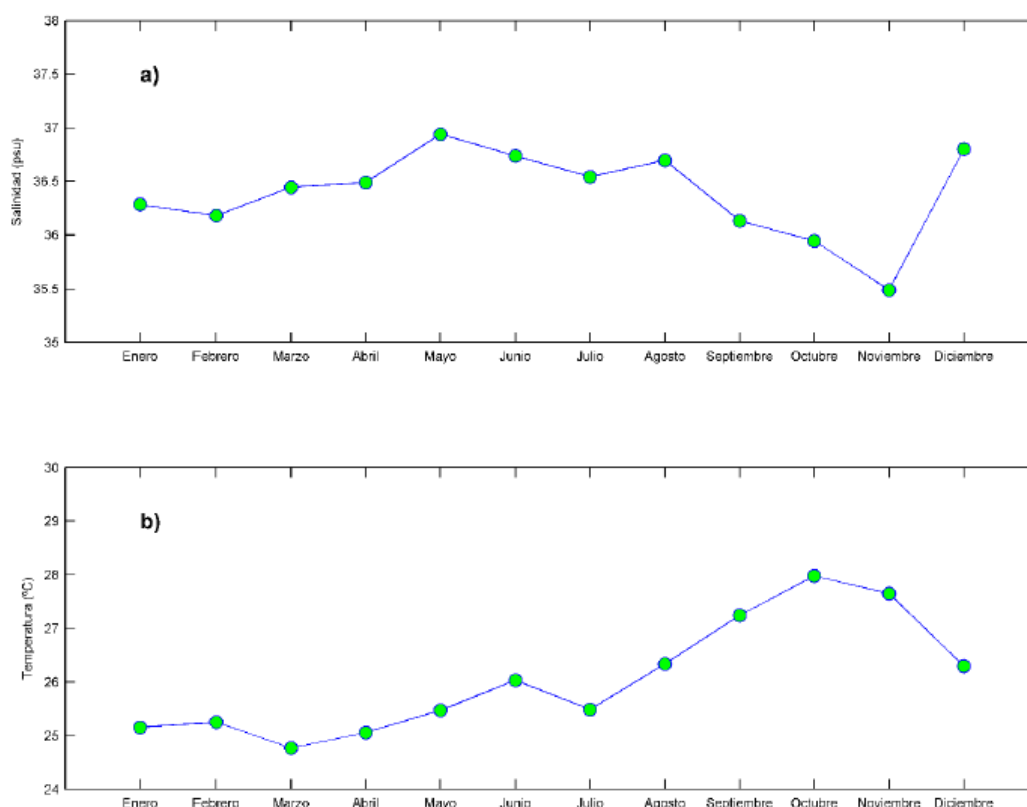 38
37.5
a)
37
Salinidad (psu)
36.5
36
35.5
35
Enero Febrero Marzo Abril Mayo Junio Julio Agosto Septiembre Octubre Noviembre Diciembre
30
29
b)
28
Temperatura (ºC)
27
26
25
24
Enero Febrero Marzo Abril Mayo Junio Julio Agosto Septiembre Octubre Noviembre Diciembre